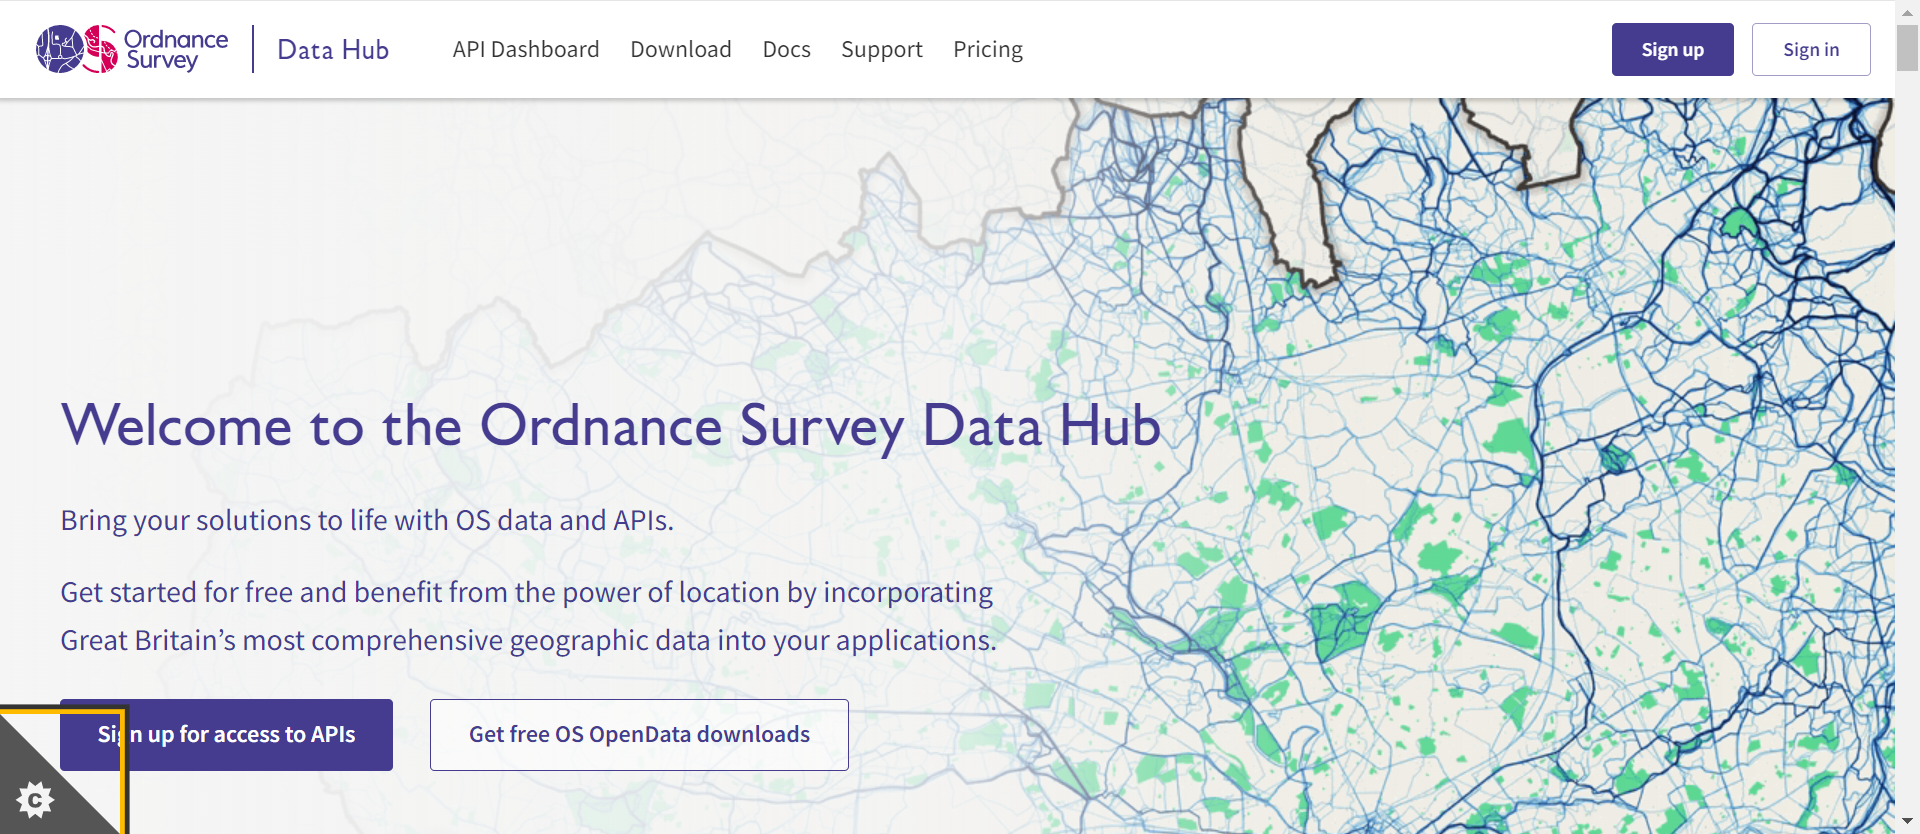 Ordnance
Survey
Data Hub
API Dashboard
Download
Docs
Support
Pricing
Sign up
Sign in
Welcome to the Ordnance Survey Data Hub
Bring your solutions to life with OS data and APIs.
Get started for free and benefit from the power of location by incorporating
Great Britain’s most comprehensive geographic data into your applications.
Sign up for access to APIs
Get free OS OpenData downloads
C